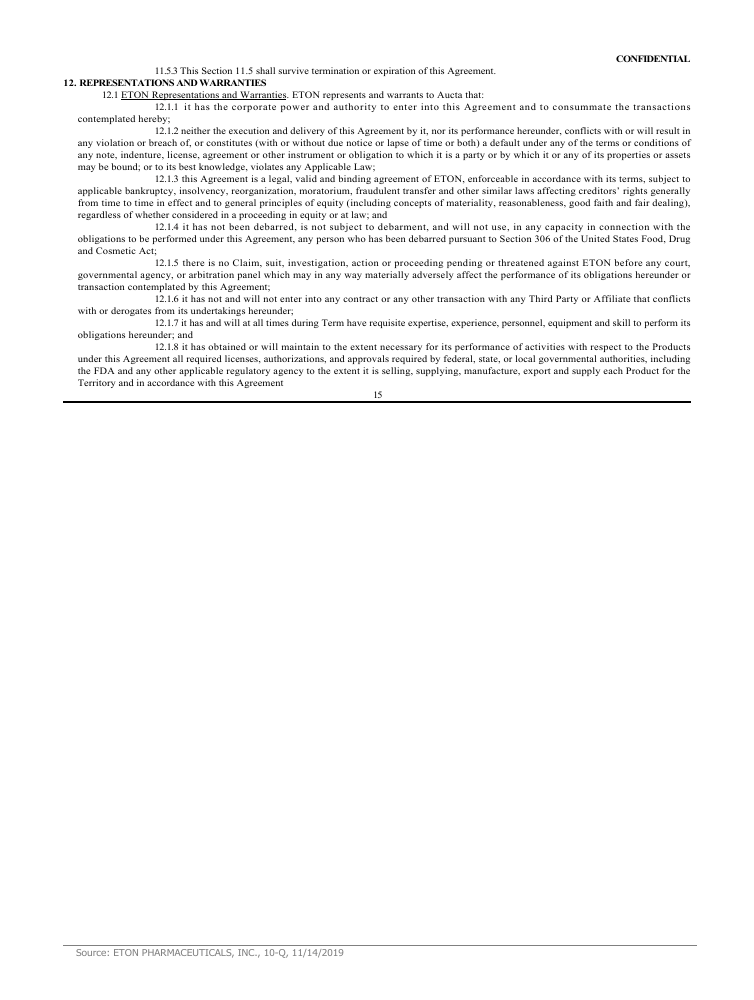 CONFIDENTIAL
11.5.3 This Section 11.5 shall survive termination or expiration of this Agreement.
12. REPRESENTATIONS AND WARRANTIES
12.1 ETON Representations and Warranties. ETON represents and warrants to Aucta that:
12.1.1 it has the corporate power and authority to enter into this Agreement and to consummate the transactions
contemplated hereby;
12.1.2 neither the execution and delivery of this Agreement by it, nor its performance hereunder, conflicts with or will result in
any violation or breach of, or constitutes (with or without due notice or lapse of time or both) a default under any of the terms or conditions of
any note, indenture, license, agreement or other instrument or obligation to which it is a party or by which it or any of its properties or assets
may be bound; or to its best knowledge, violates any Applicable Law;
12.1.3 this Agreement is a legal, valid and binding agreement of ETON, enforceable in accordance with its terms, subject to
applicable bankruptcy, insolvency, reorganization, moratorium, fraudulent transfer and other similar laws affecting creditors' rights generally
from time to time in effect and to general principles of equity (including concepts of materiality, reasonableness, good faith and fair dealing),
regardless of whether considered in a proceeding in equity or at law; and
12.1.4 it has not been debarred, is not subject to debarment, and will not use, in any capacity in connection with the
obligations to be performed under this Agreement, any person who has been debarred pursuant to Section 306 of the United States Food, Drug
and Cosmetic Act;
12.1.5 there is no Claim, suit, investigation, action or proceeding pending or threatened against ETON before any court,
governmental agency, or arbitration panel which may in any way materially adversely affect the performance of its obligations hereunder or
transaction contemplated by this Agreement;
12.1.6 it has not and will not enter into any contract or any other transaction with any Third Party or Affiliate that conflicts
with or derogates from its undertakings hereunder;
12.1.7 it has and will at all times during Term have requisite expertise, experience, personnel, equipment and skill to perform its
obligations hereunder; and
12.1.8 it has obtained or will maintain to the extent necessary for its performance of activities with respect to the Products
under this Agreement all required licenses, authorizations, and approvals required by federal, state, or local governmental authorities, including
the FDA and any other applicable regulatory agency to the extent it is selling, supplying, manufacture, export and supply each Product for the
Territory and in accordance with this Agreement
15
Source: ETON PHARMACEUTICALS, INC., 10-Q, 11/14/2019